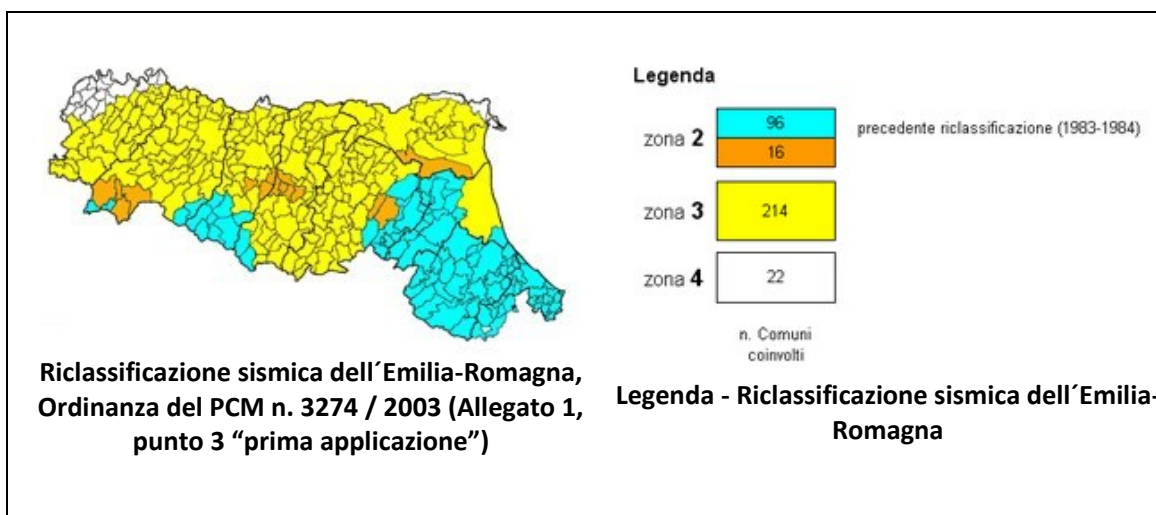 Legenda
zona 2
96
precedente riclassificazione (1983-1984)
16
zona 3
214
zona 4
22
n. Comuni
coinvolti
Riclassificazione sismica dell´Emilia-Romagna,
Ordinanza del PCM n. 3274 / 2003 (Allegato 1,
punto 3 “prima applicazione”)
Legenda - Riclassificazione sismica dell´Emilia-
Romagna